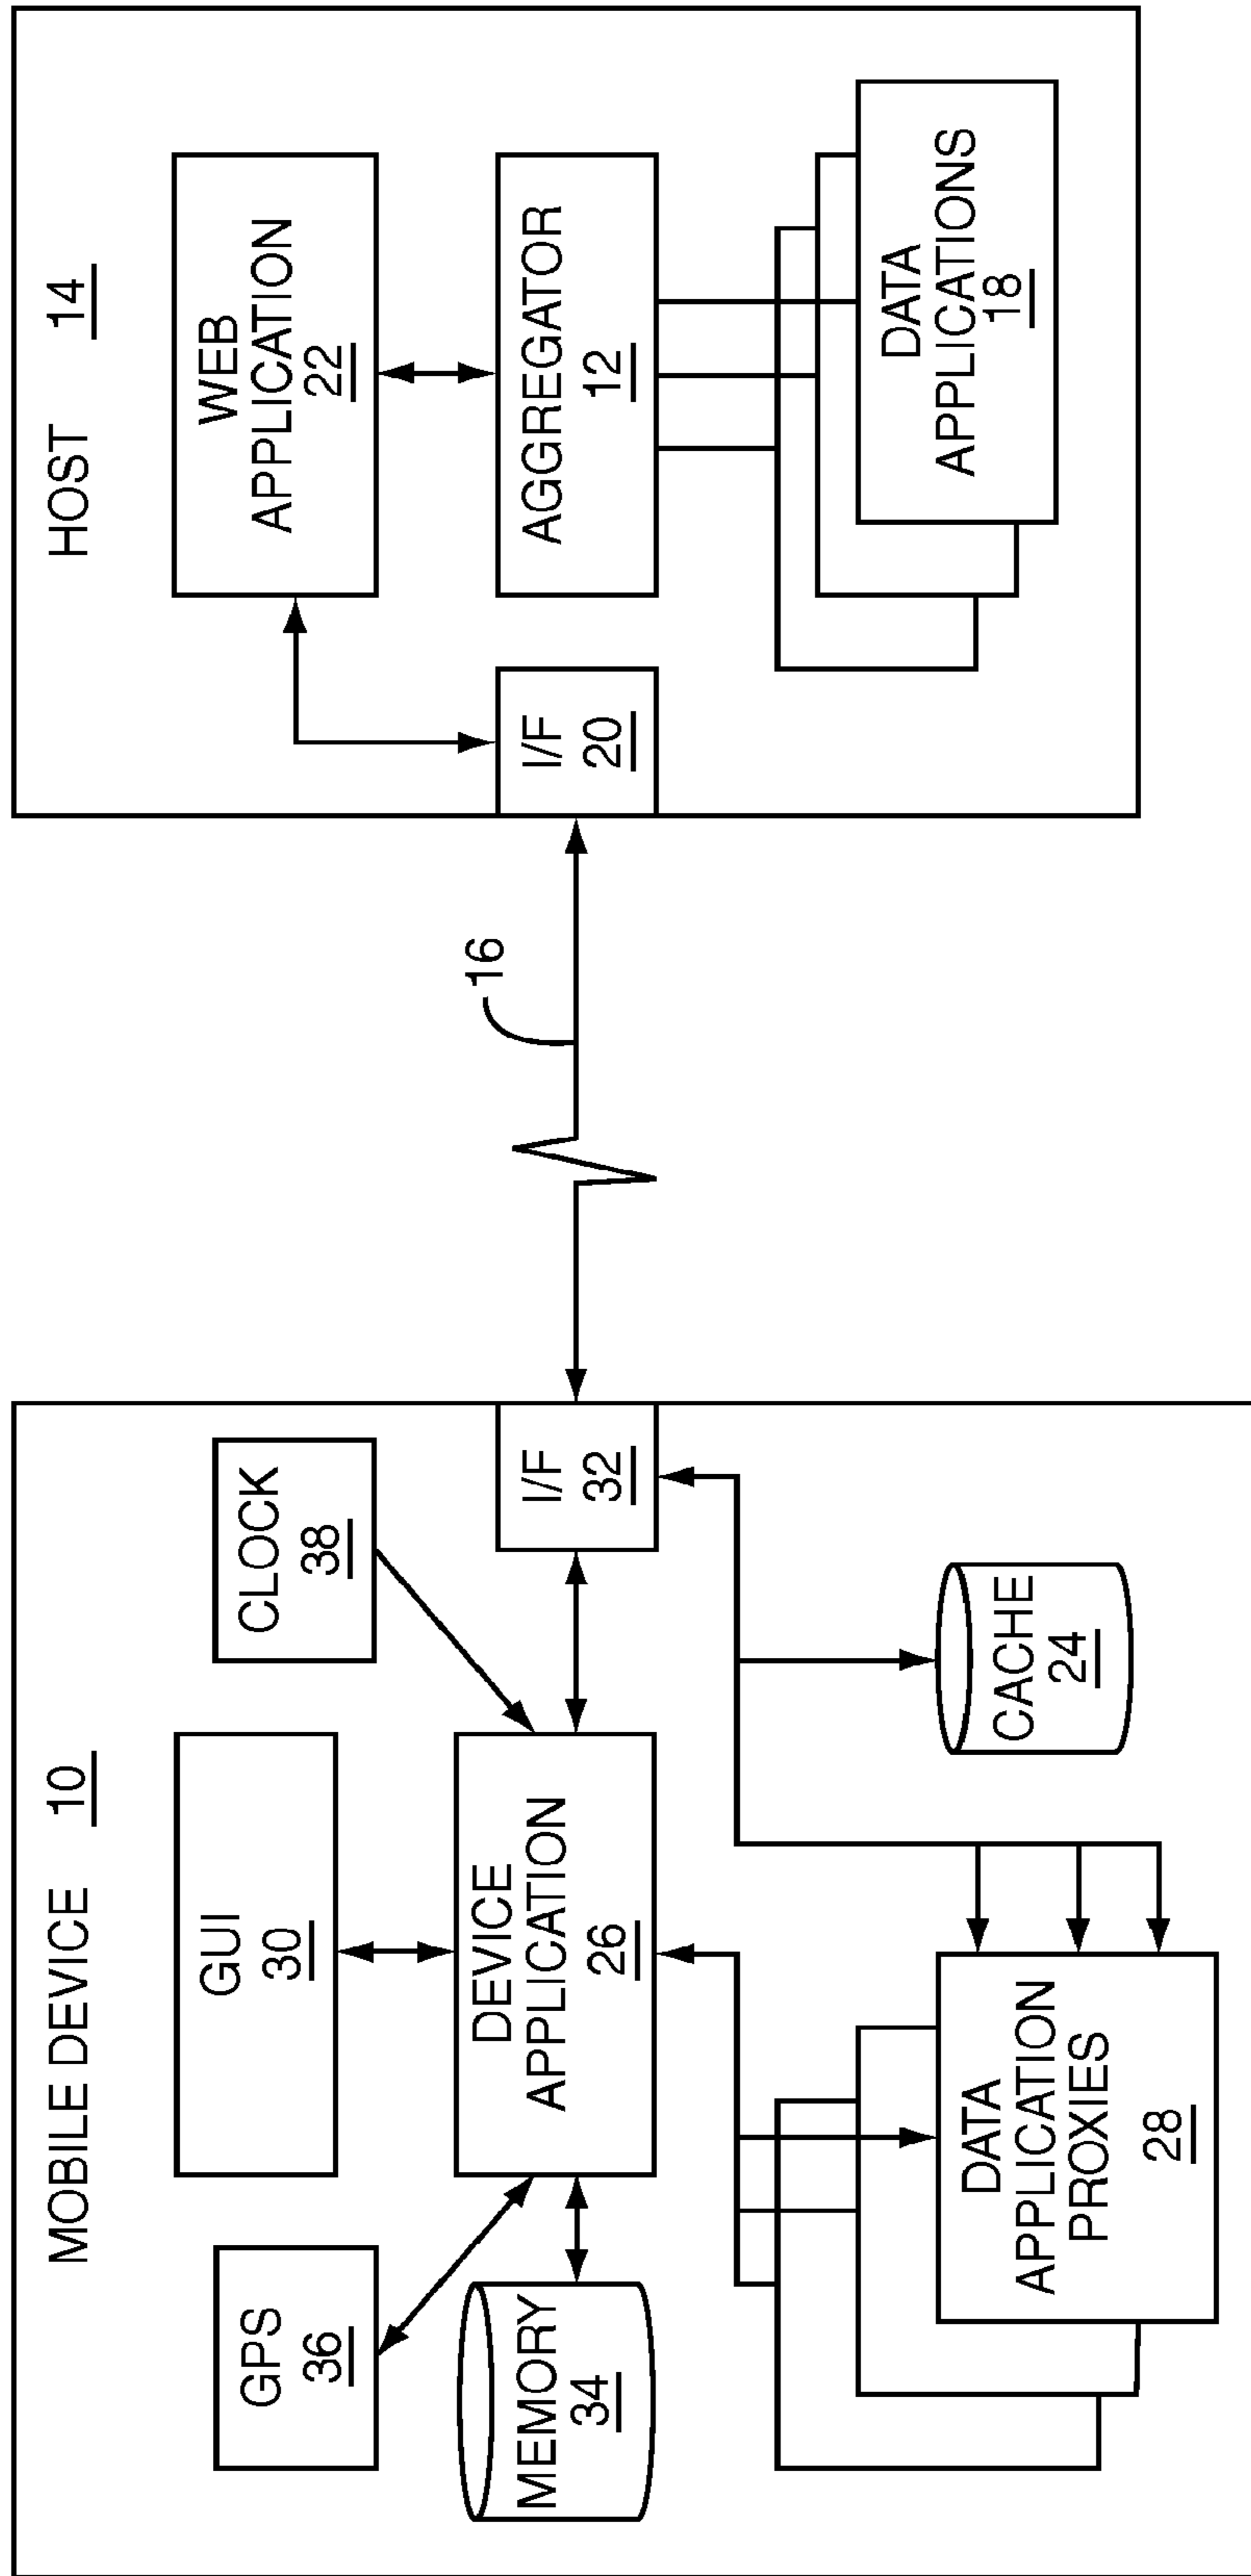 MOBILE DEVICE 10
GPS
36
GUI
30
CLOCK
38
MEMORY
34
DEVICE
APPLICATION
26
I/F
32
DATA
APPLICATION
PROXIES
28
CACHE
24
16
HOST 14
WEB
APPLICATION
22
I/F
20
AGGREGATOR
12
DATA
APPLICATIONS
18